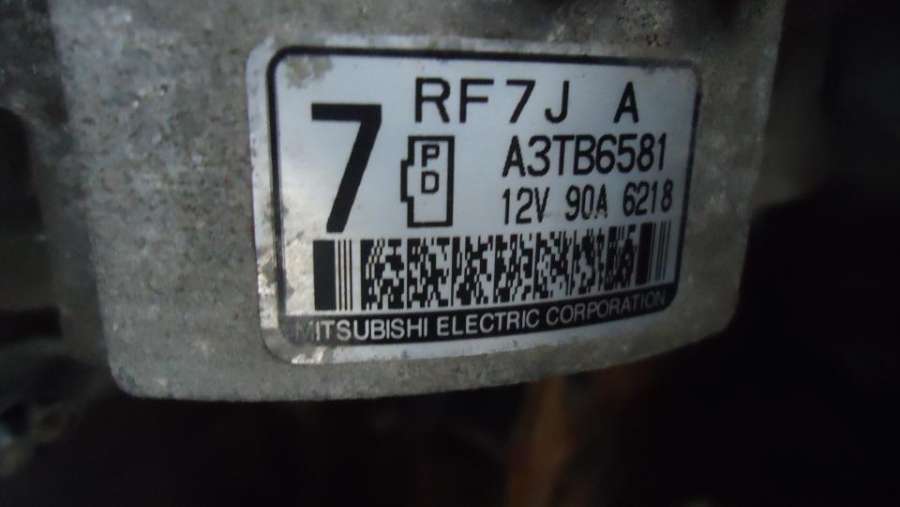 RF7J A
7
P
D
A3TB6581
12V 90A 6218
MITSUBISHI ELECTRIC CORPORATION